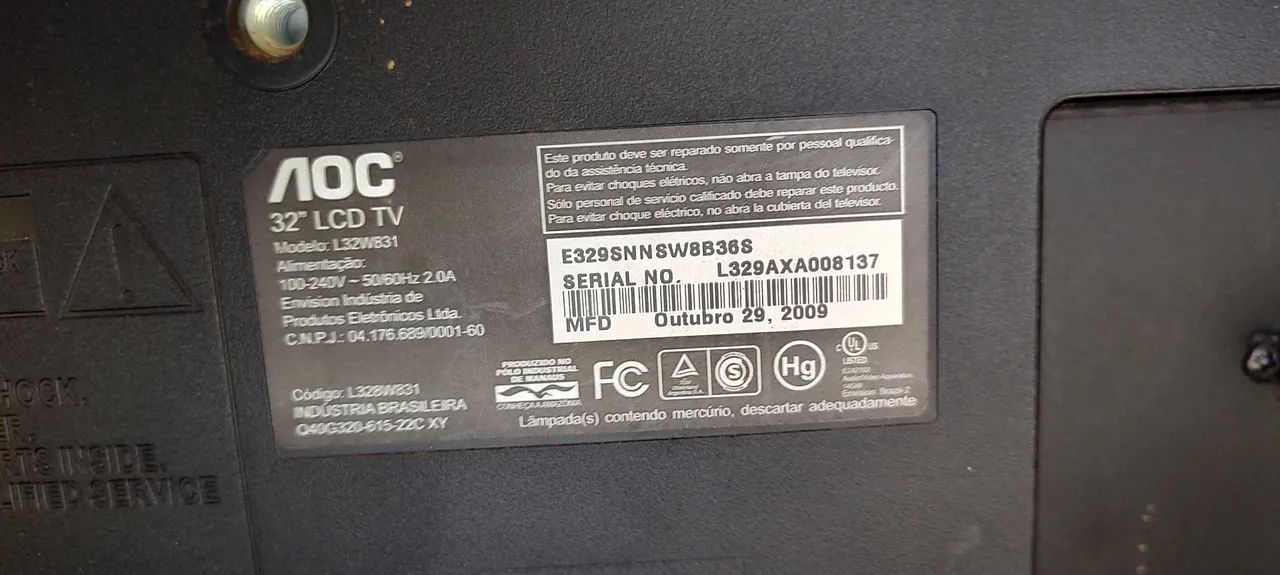 AOC®
32" LCD TV
Modelo: L32W831
Alimentação:
100-240V ~ 50/60Hz 2.0A
Envision Indústria de
Produtos Eletrônicos Ltda.
C.N.P.J.: 04.176.689/0001-60
Código: L328W831
INDÚSTRIA BRASILEIRA
Q40G320-615-22C XY
Este produto deve ser reparado somente por pessoal qualifica-
do da assistência técnica.
Para evitar choques elétricos, não abra a tampa do televisor.
Sólo personal de servicio calificado debe reparar este producto.
Para evitar choque eléctrico, no abra la cubierta del televisor.
E329SNNSW8B36S
SERIAL NO. L329AXA008137
MFD Outubro 29, 2009
PRODUZIDO NO
PÓLO INDUSTRIAL
DE MANAUS
CONHEÇA A AMAZÔNIA
FC
TÜV
Argentina S.A.
S
Hg
C UL US
LISTED
Lâmpada(s) contendo mercúrio, descartar adequadamente
HOCK.
ER.
RTS INSIDE.
LIFIED SERVICE